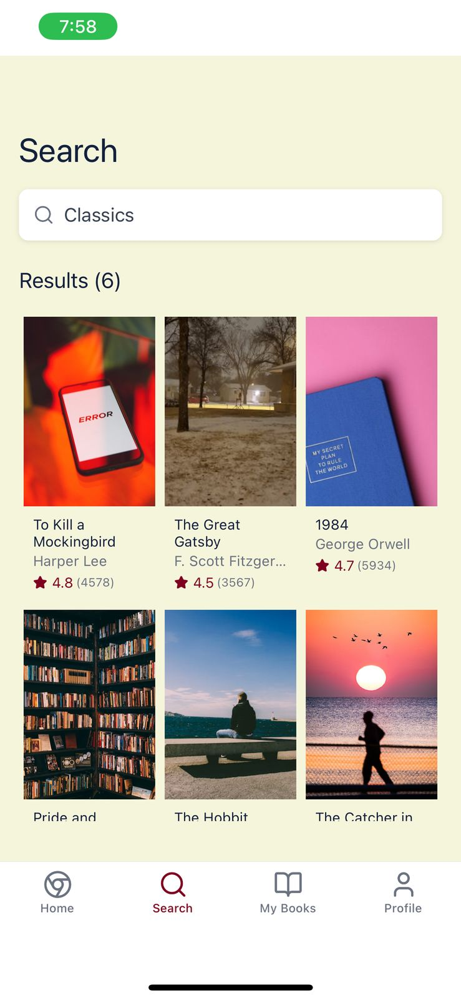 7:58
Search
Classics
Results (6)
ERROR
MY SECRET
PLAN
TO RULE
THE WORLD
To Kill a
Mockingbird
Harper Lee
4.8 (4578)
The Great
Gatsby
F. Scott Fitzger...
4.5 (3567)
1984
George Orwell
4.7 (5934)
Pride and
The Hobbit
The Catcher in
Home
Search
My Books
Profile